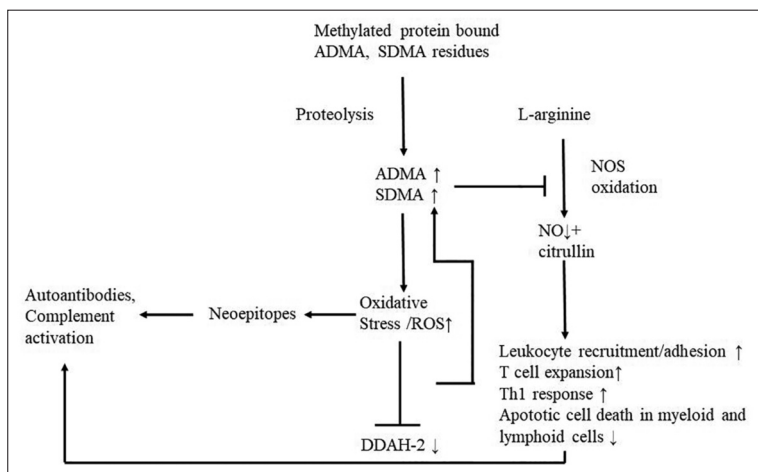 Methylated protein bound
ADMA, SDMA residues
Proteolysis
L-arginine
ADMA ↑
SDMA ↑
NOS
oxidation
NO↓+
citrullin
Autoantibodies,
Complement
activation
Neoepitopes
Oxidative
Stress /ROS↑
Leukocyte recruitment/adhesion ↑
T cell expansion↑
Th1 response ↑
Apototic cell death in myeloid and
lymphoid cells ↓
DDAH-2 ↓